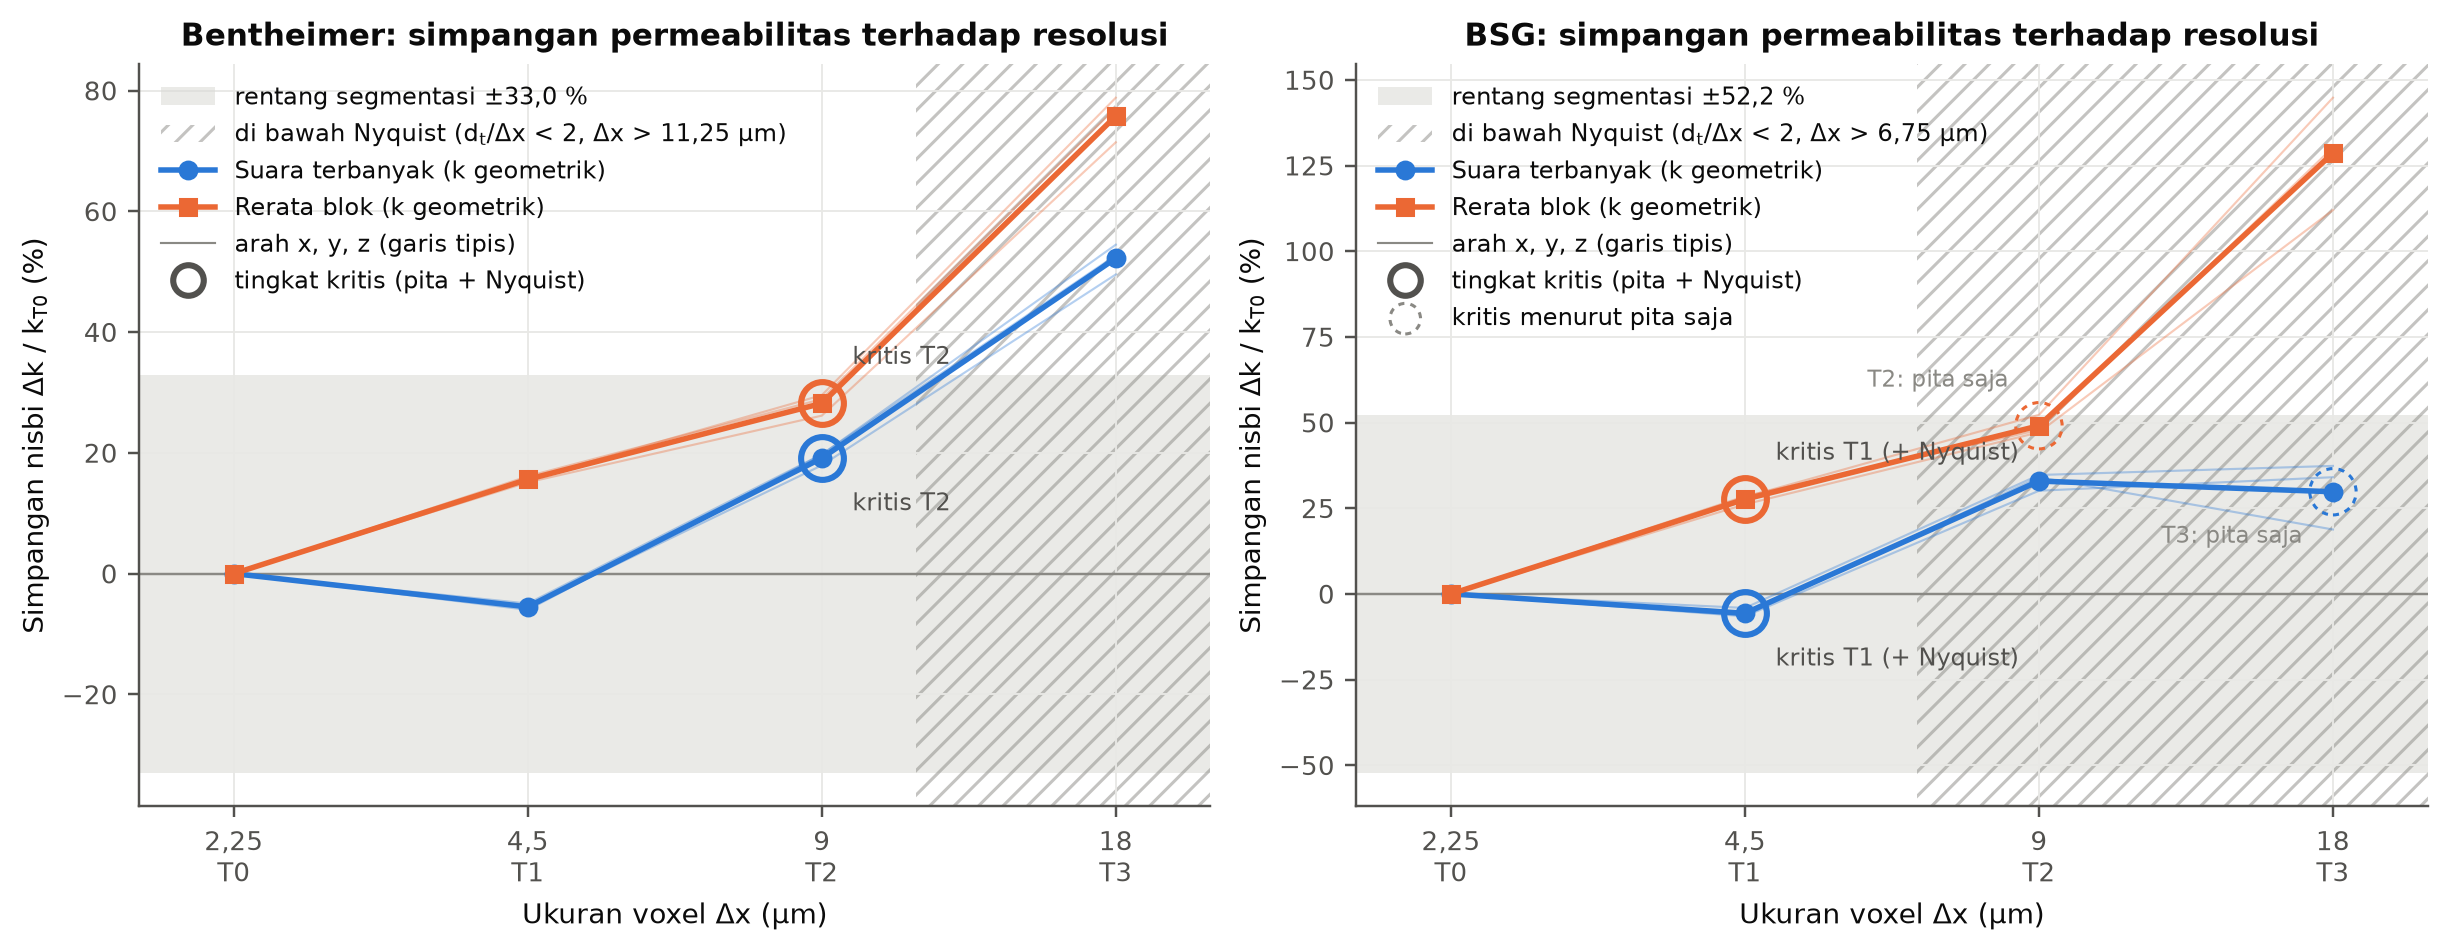 Bentheimer: simpangan permeabilitas terhadap resolusi
Simpangan nisbi Δk / k_T0 (%)
80
60
40
20
0
−20
rentang segmentasi ±33,0 %
di bawah Nyquist (dₜ/Δx < 2, Δx > 11,25 µm)
Suara terbanyak (k geometrik)
Rerata blok (k geometrik)
arah x, y, z (garis tipis)
tingkat kritis (pita + Nyquist)
kritis T2
kritis T2
2,25
T0
4,5
T1
9
T2
18
T3
Ukuran voxel Δx (µm)
BSG: simpangan permeabilitas terhadap resolusi
Simpangan nisbi Δk / k_T0 (%)
150
125
100
75
50
25
0
−25
−50
rentang segmentasi ±52,2 %
di bawah Nyquist (dₜ/Δx < 2, Δx > 6,75 µm)
Suara terbanyak (k geometrik)
Rerata blok (k geometrik)
arah x, y, z (garis tipis)
tingkat kritis (pita + Nyquist)
kritis menurut pita saja
T2: pita saja
kritis T1 (+ Nyquist)
T3: pita saja
kritis T1 (+ Nyquist)
2,25
T0
4,5
T1
9
T2
18
T3
Ukuran voxel Δx (µm)